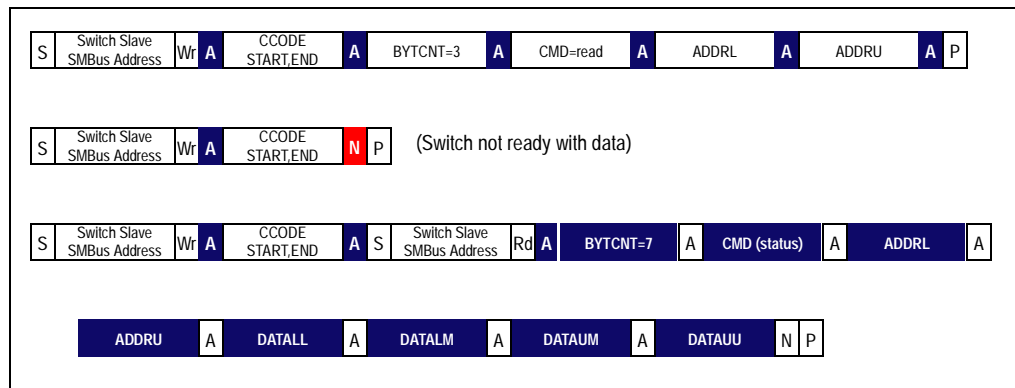 S Switch Slave SMBus Address Wr A CCODE START,END A BYTCNT=3 A CMD=read A ADDRL A ADDRU A P
S Switch Slave SMBus Address Wr A CCODE START,END N P (Switch not ready with data)
S Switch Slave SMBus Address Wr A CCODE START,END A S Switch Slave SMBus Address Rd A BYTCNT=7 A CMD (status) A ADDRL A
ADDRU A DATALL A DATALM A DATAUM A DATAUU N P